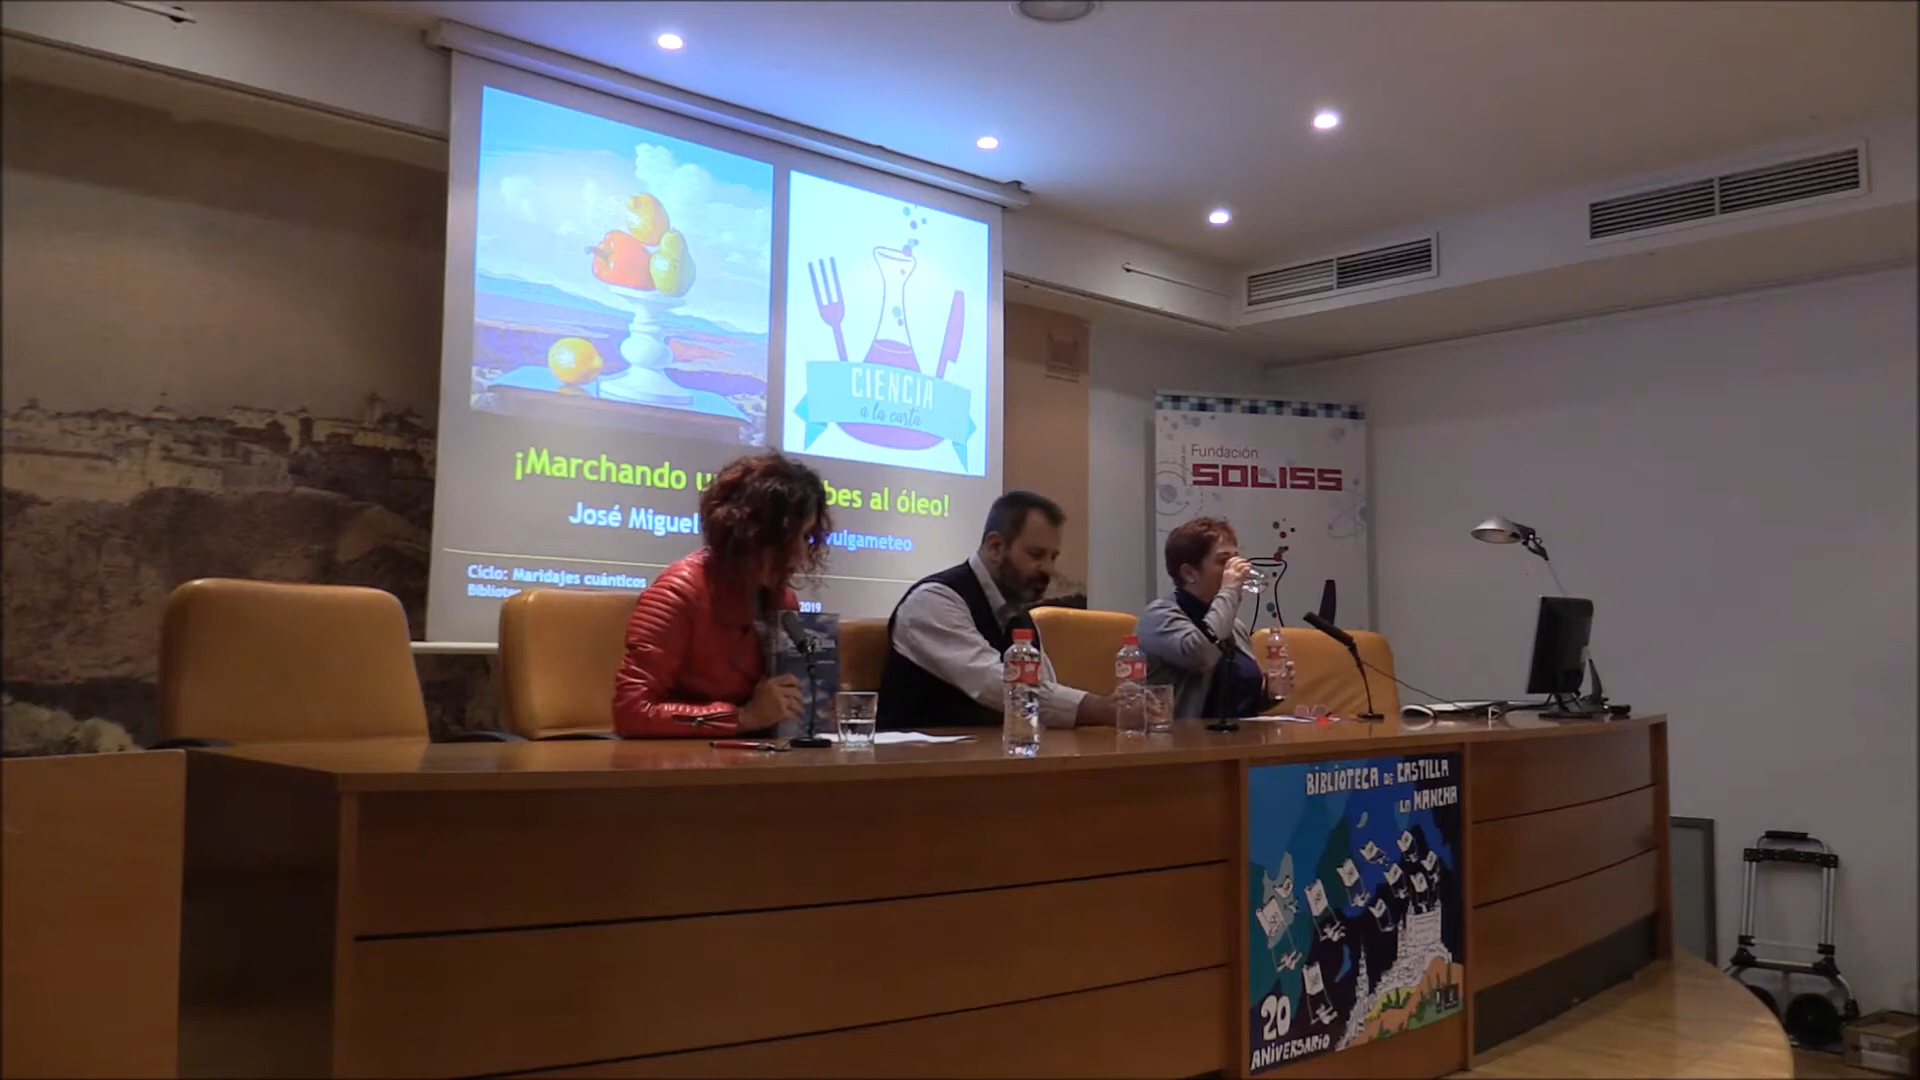 CIENCIA
a la carta
¡Marchando u bes al óleo!
José Miguel vulgameteo
Ciclo: Maridajes cuánticos
Bibliote 2019
Fundación
SOLISS
BIBLIOTECA DE CASTILLA
LA MANCHA
20
ANIVERSARIO